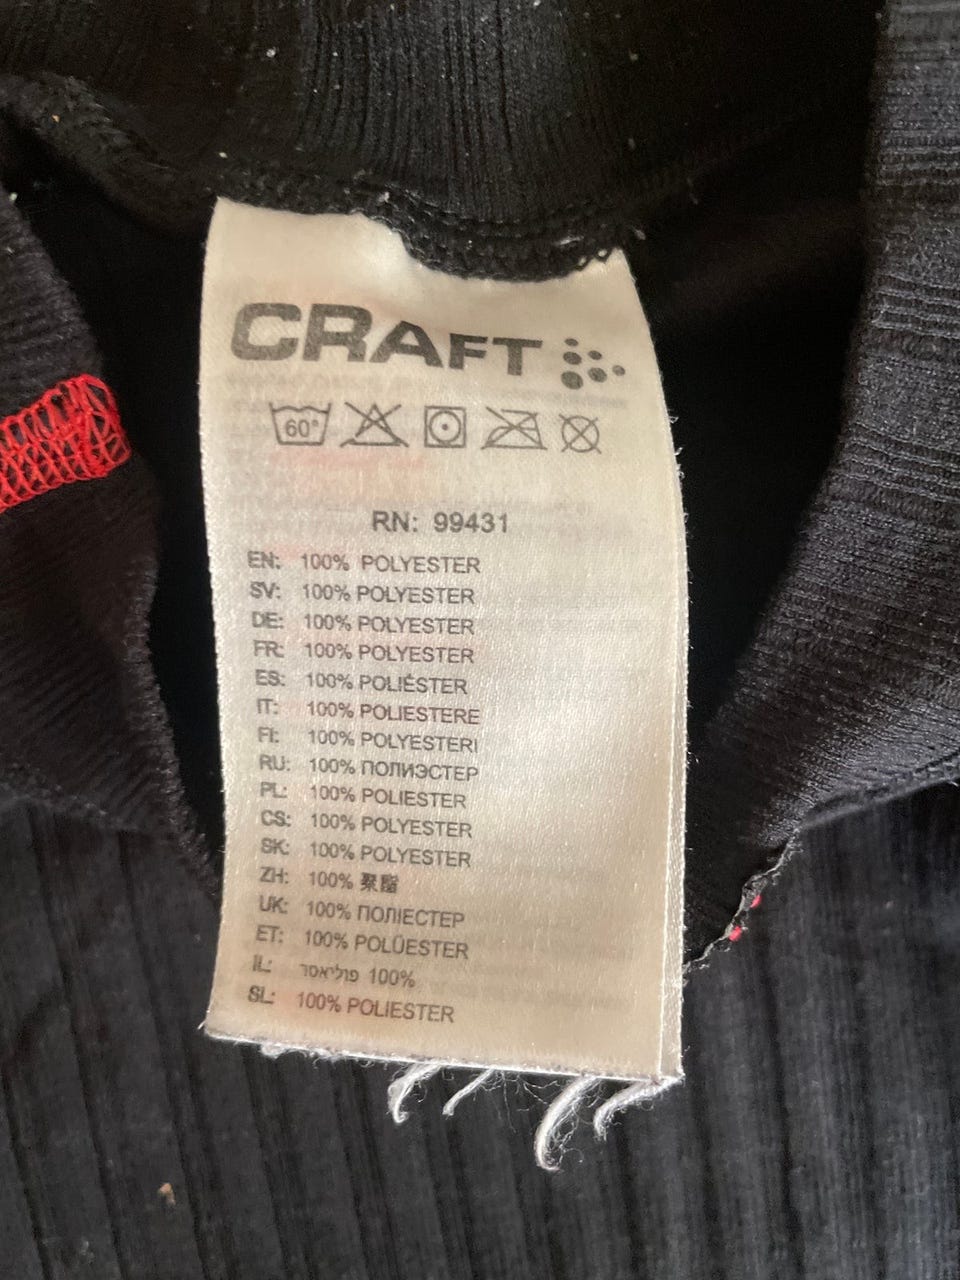 CRAFT
60°
RN: 99431
EN: 100% POLYESTER
SV: 100% POLYESTER
DE: 100% POLYESTER
FR: 100% POLYESTER
ES: 100% POLIÉSTER
IT: 100% POLIESTERE
FI: 100% POLYESTERI
RU: 100% ПОЛИЭСТЕР
PL: 100% POLIESTER
CS: 100% POLYESTER
SK: 100% POLYESTER
ZH: 100% 聚酯
UK: 100% ПОЛІЕСТЕР
ET: 100% POLÜESTER
IL: 100% פוליאסר
SL: 100% POLIESTER